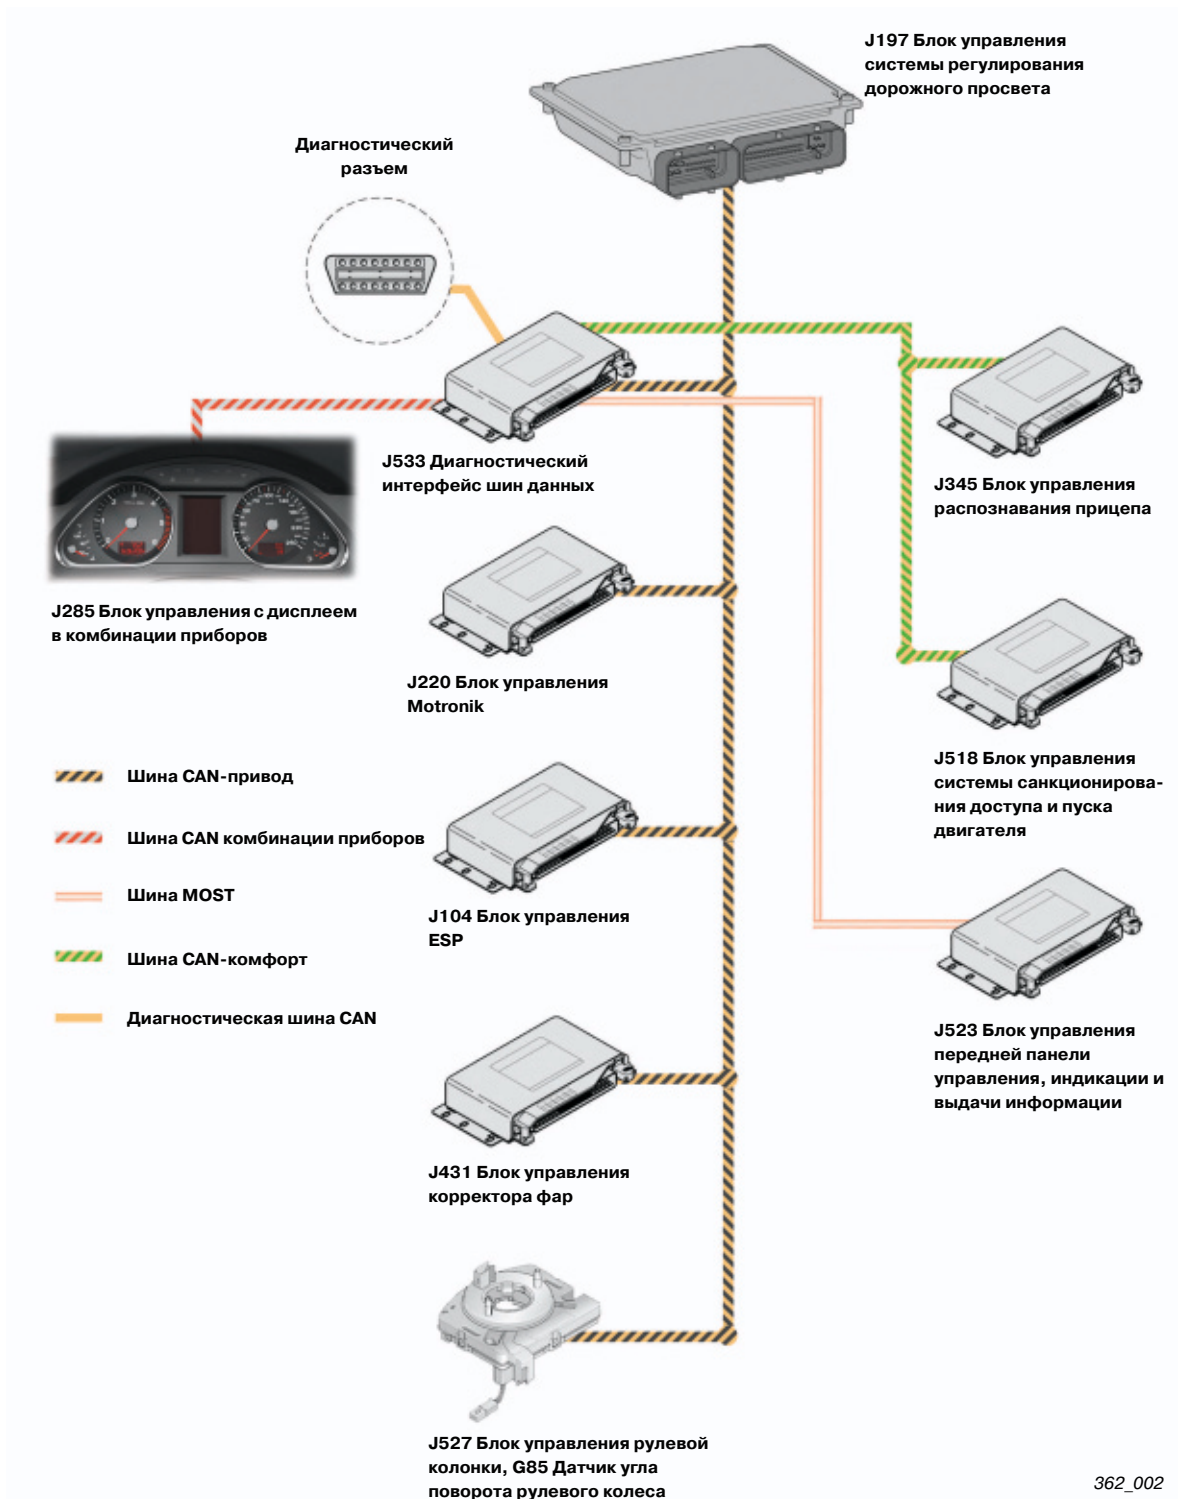 J197 Блок управления
системы регулирования
дорожного просвета
Диагностический
разъем
J533 Диагностический
интерфейс шин данных
J345 Блок управления
распознавания прицепа
J285 Блок управления с дисплеем
в комбинации приборов
J220 Блок управления
Motronik
J518 Блок управления
системы санкционирова-
ния доступа и пуска
двигателя
Шина CAN-привод
Шина CAN комбинации приборов
Шина MOST
Шина CAN-комфорт
Диагностическая шина CAN
J104 Блок управления
ESP
J523 Блок управления
передней панели
управления, индикации и
выдачи информации
J431 Блок управления
корректора фар
J527 Блок управления рулевой
колонки, G85 Датчик угла
поворота рулевого колеса
362_002